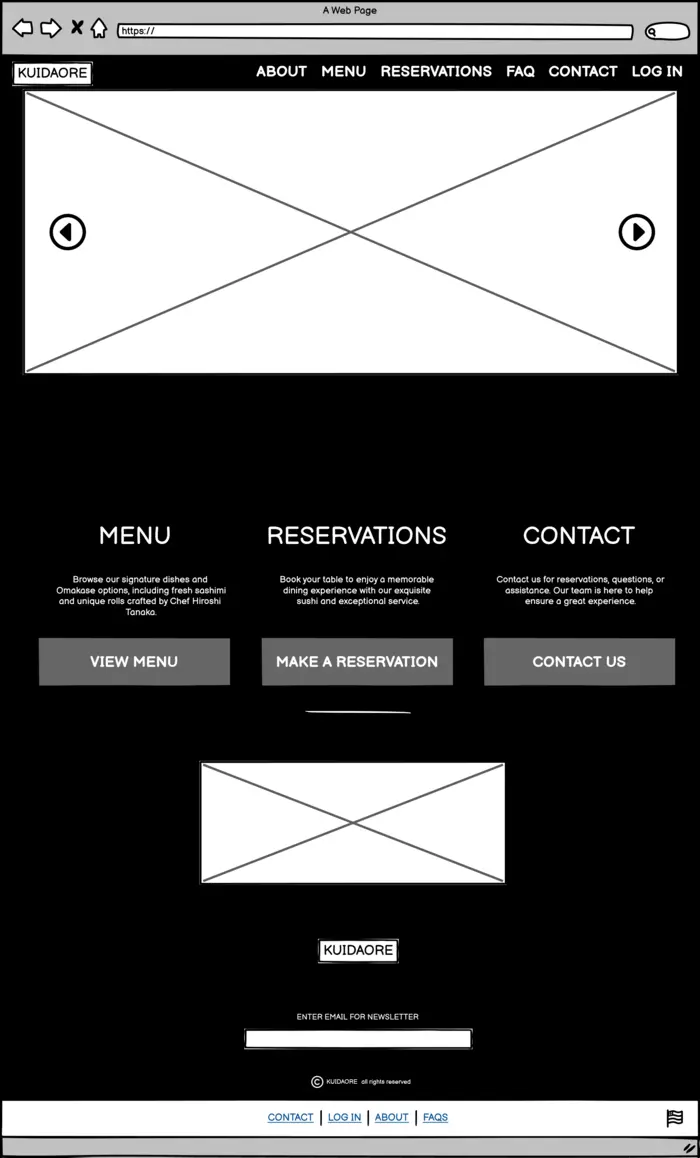 A Web Page
https://
KUIDAORE
ABOUT MENU RESERVATIONS FAQ CONTACT LOG IN
MENU
Browse our signature dishes and
Omakase options, including fresh sashimi
and unique rolls crafted by Chef Hiroshi
Tanaka.
VIEW MENU
RESERVATIONS
Book your table to enjoy a memorable
dining experience with our exquisite
sushi and exceptional service.
MAKE A RESERVATION
CONTACT
Contact us for reservations, questions, or
assistance. Our team is here to help
ensure a great experience.
CONTACT US
KUIDAORE
ENTER EMAIL FOR NEWSLETTER
© KUIDAORE all rights reserved
CONTACT | LOG IN | ABOUT | FAQS